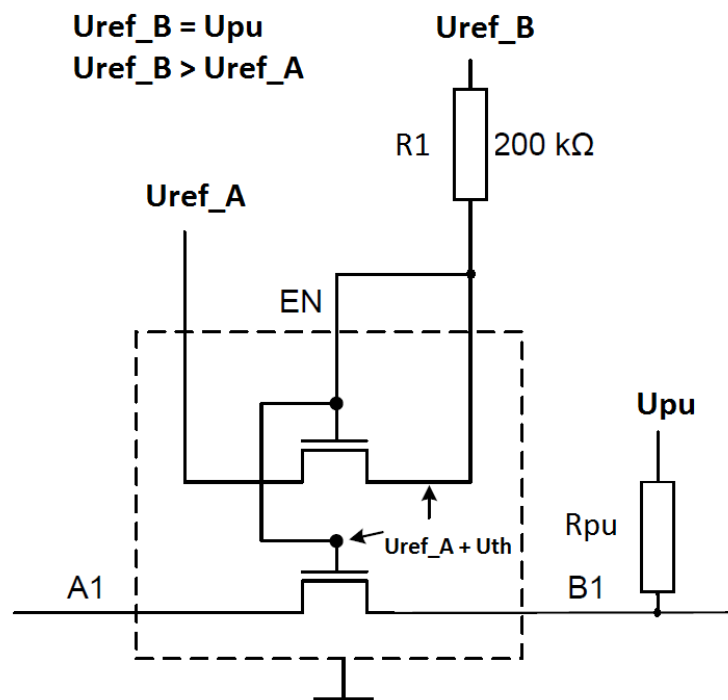 Uref_B = Upu
Uref_B > Uref_A
Uref_B
R1
200 kΩ
Uref_A
EN
Upu
Rpu
Uref_A + Uth
A1
B1